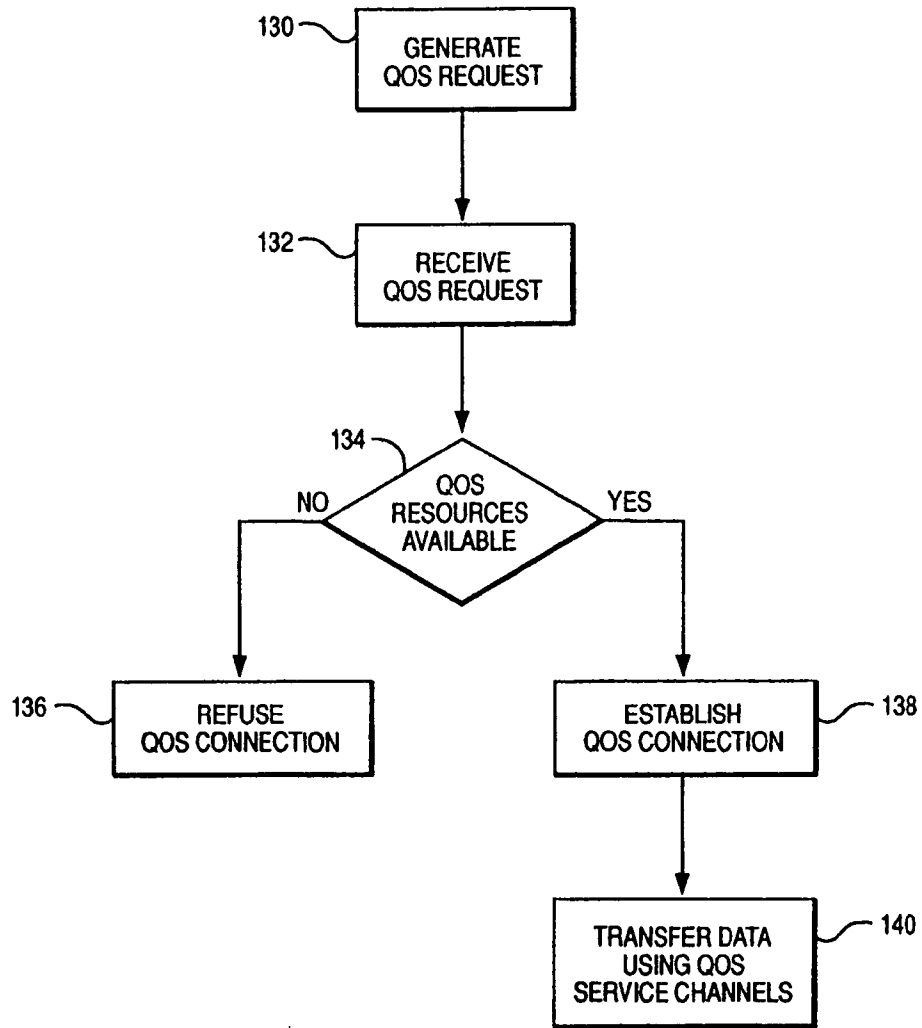 130
GENERATE
QOS REQUEST
132
RECEIVE
QOS REQUEST
134
QOS
RESOURCES
AVAILABLE
NO
YES
136
REFUSE
QOS CONNECTION
ESTABLISH
QOS CONNECTION
138
TRANSFER DATA
USING QOS
SERVICE CHANNELS
140